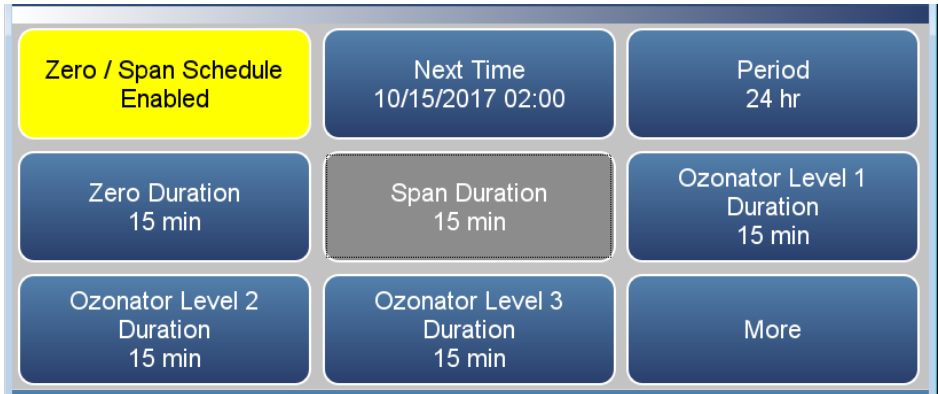 Zero / Span Schedule
Enabled
Next Time
10/15/2017 02:00
Period
24 hr
Zero Duration
15 min
Span Duration
15 min
Ozonator Level 1
Duration
15 min
Ozonator Level 2
Duration
15 min
Ozonator Level 3
Duration
15 min
More